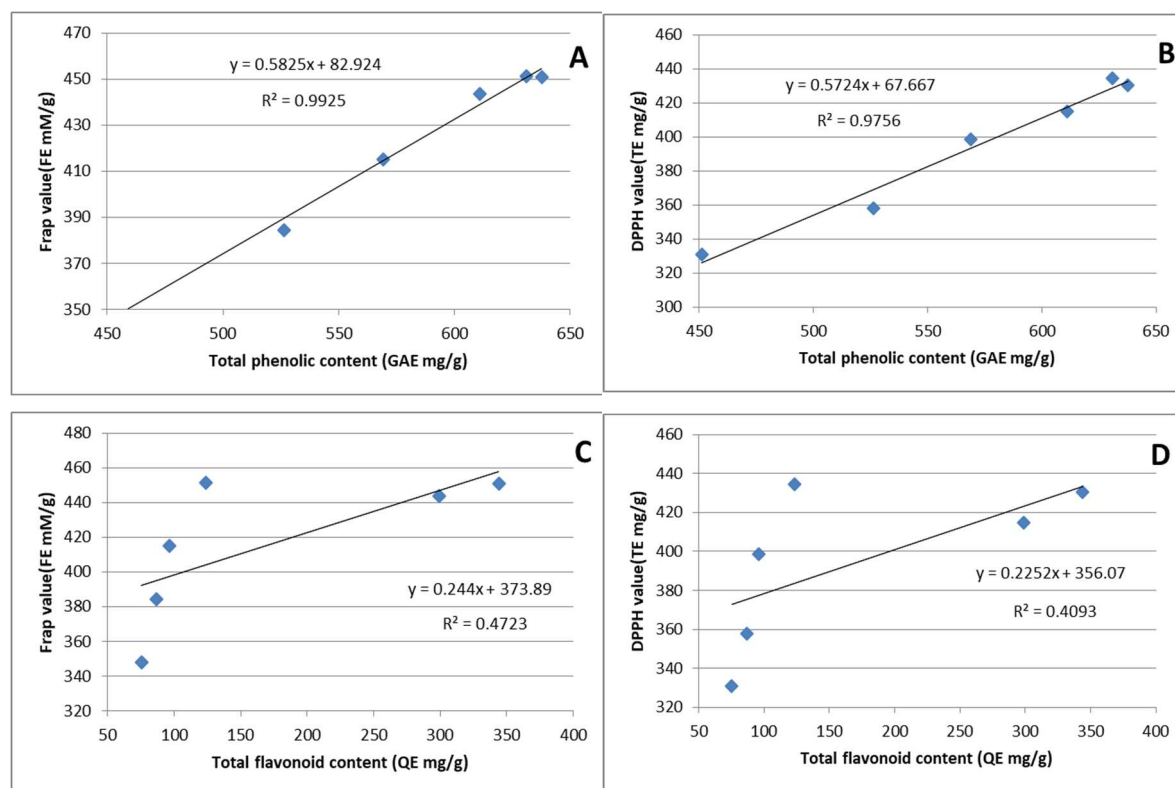 A
y = 0.5825x + 82.924
R² = 0.9925
Frap value(FE mM/g)
470
450
430
410
390
370
350
450 500 550 600 650
Total phenolic content (GAE mg/g)
B
y = 0.5724x + 67.667
R² = 0.9756
DPPH value(TE mg/g)
460
440
420
400
380
360
340
320
300
450 500 550 600 650
Total phenolic content (GAE mg/g)
C
y = 0.244x + 373.89
R² = 0.4723
Frap value(FE mM/g)
480
460
440
420
400
380
360
340
320
50 100 150 200 250 300 350 400
Total flavonoid content (QE mg/g)
D
y = 0.2252x + 356.07
R² = 0.4093
DPPH value(TE mg/g)
460
440
420
400
380
360
340
320
50 100 150 200 250 300 350 400
Total flavonoid content (QE mg/g)